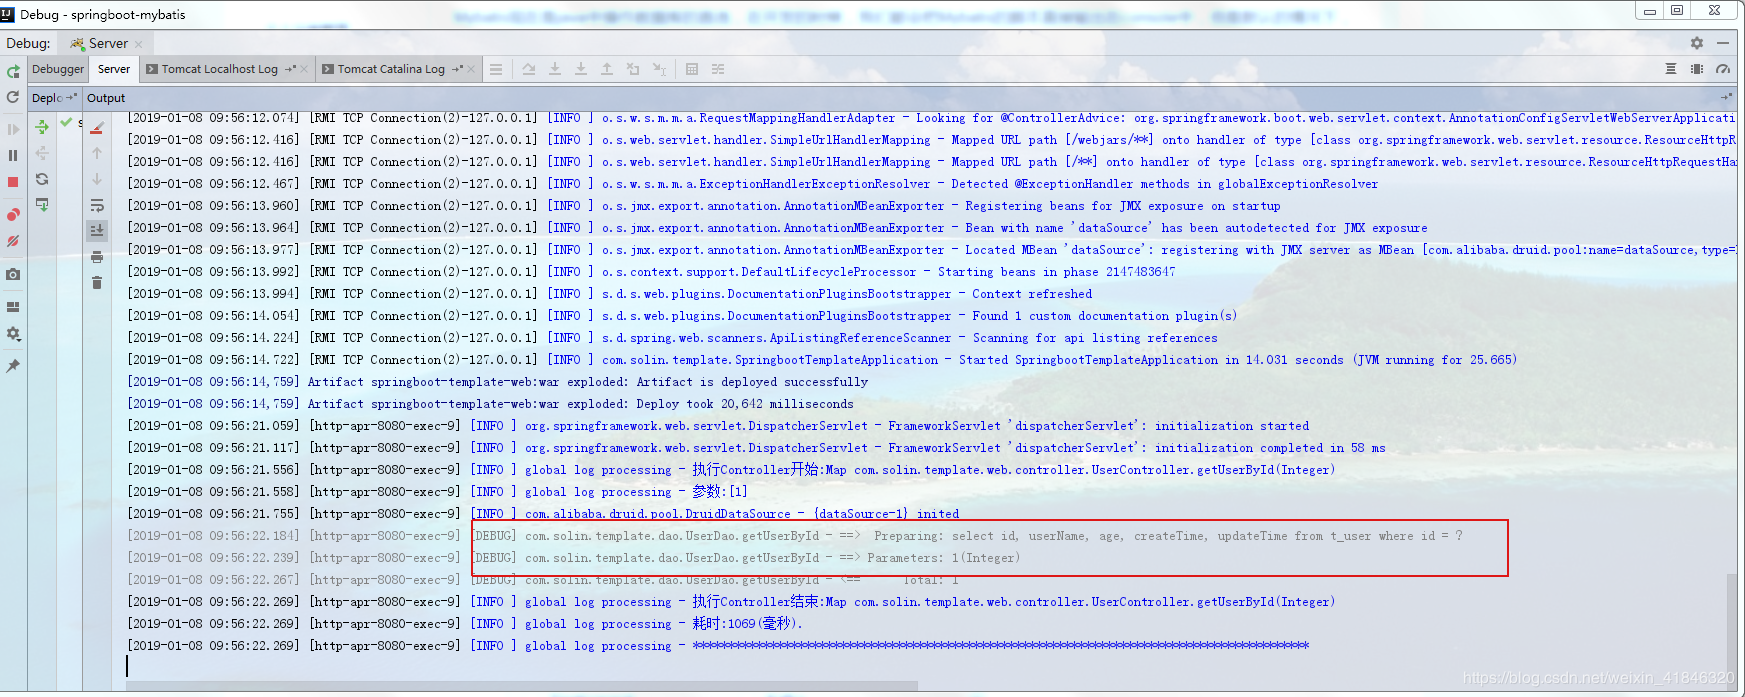 Debug - springboot-mybatis
Debug: Server
Debugger Server Tomcat Localhost Log Tomcat Catalina Log
Deplo Output
[2019-01-08 09:56:12.074] [RMI TCP Connection(2)-127.0.0.1] [INFO ] o.s.w.s.m.m.a.RequestMappingHandlerAdapter - Looking for @ControllerAdvice: org.springframework.boot.web.servlet.context.AnnotationConfigServletWebServerApplicati
[2019-01-08 09:56:12.416] [RMI TCP Connection(2)-127.0.0.1] [INFO ] o.s.web.servlet.handler.SimpleUrlHandlerMapping - Mapped URL path [/webjars/**] onto handler of type [class org.springframework.web.servlet.resource.ResourceHttpR
[2019-01-08 09:56:12.416] [RMI TCP Connection(2)-127.0.0.1] [INFO ] o.s.web.servlet.handler.SimpleUrlHandlerMapping - Mapped URL path [/**] onto handler of type [class org.springframework.web.servlet.resource.ResourceHttpRequestHa
[2019-01-08 09:56:12.467] [RMI TCP Connection(2)-127.0.0.1] [INFO ] o.s.w.s.m.m.a.ExceptionHandlerExceptionResolver - Detected @ExceptionHandler methods in globalExceptionResolver
[2019-01-08 09:56:13.960] [RMI TCP Connection(2)-127.0.0.1] [INFO ] o.s.jmx.export.annotation.AnnotationMBeanExporter - Registering beans for JMX exposure on startup
[2019-01-08 09:56:13.964] [RMI TCP Connection(2)-127.0.0.1] [INFO ] o.s.jmx.export.annotation.AnnotationMBeanExporter - Bean with name 'dataSource' has been autodetected for JMX exposure
[2019-01-08 09:56:13.977] [RMI TCP Connection(2)-127.0.0.1] [INFO ] o.s.jmx.export.annotation.AnnotationMBeanExporter - Located MBean 'dataSource': registering with JMX server as MBean [com.alibaba.druid.pool:name=dataSource,type=
[2019-01-08 09:56:13.992] [RMI TCP Connection(2)-127.0.0.1] [INFO ] o.s.context.support.DefaultLifecycleProcessor - Starting beans in phase 2147483647
[2019-01-08 09:56:13.994] [RMI TCP Connection(2)-127.0.0.1] [INFO ] s.d.s.web.plugins.DocumentationPluginsBootstrapper - Context refreshed
[2019-01-08 09:56:14.054] [RMI TCP Connection(2)-127.0.0.1] [INFO ] s.d.s.web.plugins.DocumentationPluginsBootstrapper - Found 1 custom documentation plugin(s)
[2019-01-08 09:56:14.224] [RMI TCP Connection(2)-127.0.0.1] [INFO ] s.d.spring.web.scanners.ApiListingReferenceScanner - Scanning for api listing references
[2019-01-08 09:56:14.722] [RMI TCP Connection(2)-127.0.0.1] [INFO ] com.solin.template.SpringbootTemplateApplication - Started SpringbootTemplateApplication in 14.031 seconds (JVM running for 25.665)
[2019-01-08 09:56:14,759] Artifact springboot-template-web:war exploded: Artifact is deployed successfully
[2019-01-08 09:56:14,759] Artifact springboot-template-web:war exploded: Deploy took 20,642 milliseconds
[2019-01-08 09:56:21.059] [http-apr-8080-exec-9] [INFO ] org.springframework.web.servlet.DispatcherServlet - FrameworkServlet 'dispatcherServlet': initialization started
[2019-01-08 09:56:21.117] [http-apr-8080-exec-9] [INFO ] org.springframework.web.servlet.DispatcherServlet - FrameworkServlet 'dispatcherServlet': initialization completed in 58 ms
[2019-01-08 09:56:21.556] [http-apr-8080-exec-9] [INFO ] global log processing - 执行Controller开始:Map com.solin.template.web.controller.UserController.getUserById(Integer)
[2019-01-08 09:56:21.558] [http-apr-8080-exec-9] [INFO ] global log processing - 参数:[1]
[2019-01-08 09:56:21.755] [http-apr-8080-exec-9] [INFO ] com.alibaba.druid.pool.DruidDataSource - {dataSource-1} inited
[2019-01-08 09:56:22.184] [http-apr-8080-exec-9] [DEBUG] com.solin.template.dao.UserDao.getUserById - ==>  Preparing: select id, userName, age, createTime, updateTime from t_user where id = ?
[2019-01-08 09:56:22.239] [http-apr-8080-exec-9] [DEBUG] com.solin.template.dao.UserDao.getUserById - ==> Parameters: 1(Integer)
[2019-01-08 09:56:22.267] [http-apr-8080-exec-9] [DEBUG] com.solin.template.dao.UserDao.getUserById - <==      Total: 1
[2019-01-08 09:56:22.269] [http-apr-8080-exec-9] [INFO ] global log processing - 执行Controller结束:Map com.solin.template.web.controller.UserController.getUserById(Integer)
[2019-01-08 09:56:22.269] [http-apr-8080-exec-9] [INFO ] global log processing - 耗时:1069(毫秒).
[2019-01-08 09:56:22.269] [http-apr-8080-exec-9] [INFO ] global log processing - ****************************************************************************************
https://blog.csdn.net/weixin_41846320